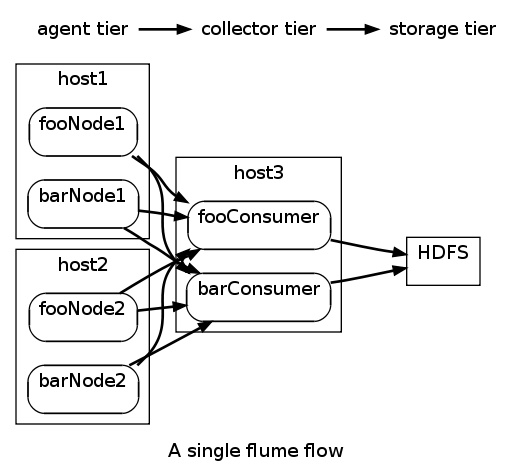 agent tier
collector tier
storage tier
host1
fooNode1
barNode1
host2
fooNode2
barNode2
host3
fooConsumer
barConsumer
HDFS
A single flume flow